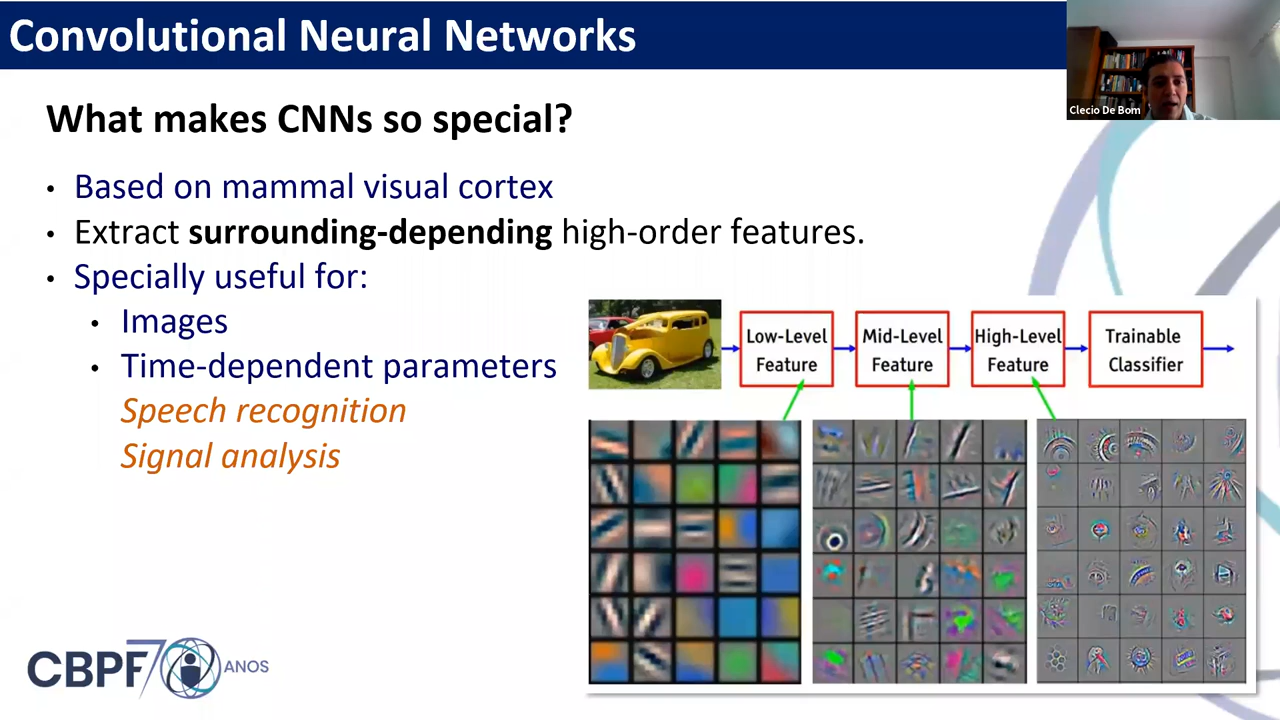 Convolutional Neural Networks
Clecio De Bom
What makes CNNs so special?
• Based on mammal visual cortex
• Extract surrounding-depending high-order features.
• Specially useful for:
• Images
• Time-dependent parameters
Speech recognition
Signal analysis
Low-Level
Feature
Mid-Level
Feature
High-Level
Feature
Trainable
Classifier
CBPF 70 ANOS